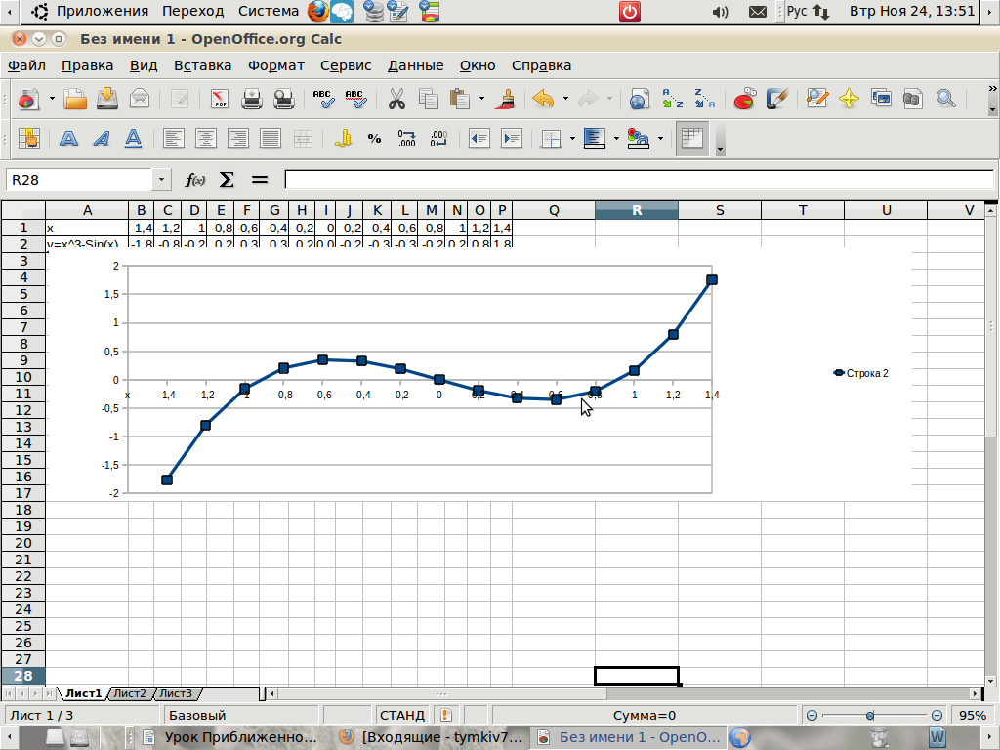 Приложения Переход Система Рус Втр Ноя 24, 13:51
Без имени 1 - OpenOffice.org Calc
Файл Правка Вид Вставка Формат Сервис Данные Окно Справка
R28 f(x) Σ =
A B C D E F G H I J K L M N O P Q R S T U V
1 x -1,4 -1,2 -1 -0,8 -0,6 -0,4 -0,2 0 0,2 0,4 0,6 0,8 1 1,2 1,4
2 y=x^3-Sin(x) -1,8 -0,8 -0,2 0,2 0,3 0,3 0,2 0,0 -0,2 -0,3 -0,3 -0,2 0,2 0,8 1,8
3
4
5
6
7
8
9
10
11
12
13
14
15
16
17
18
19
20
21
22
23
24
25
26
27
28
2
1,5
1
0,5
0
-0,5
-1
-1,5
-2
x -1,4 -1,2 -1 -0,8 -0,6 -0,4 -0,2 0 0,2 0,4 0,6 0,8 1 1,2 1,4
Строка 2
Лист1 Лист2 Лист3
Лист 1 / 3 Базовый СТАНД Сумма=0 95%
Урок Приближенно... [Входящие - tymkiv7... Без имени 1 - OpenO...